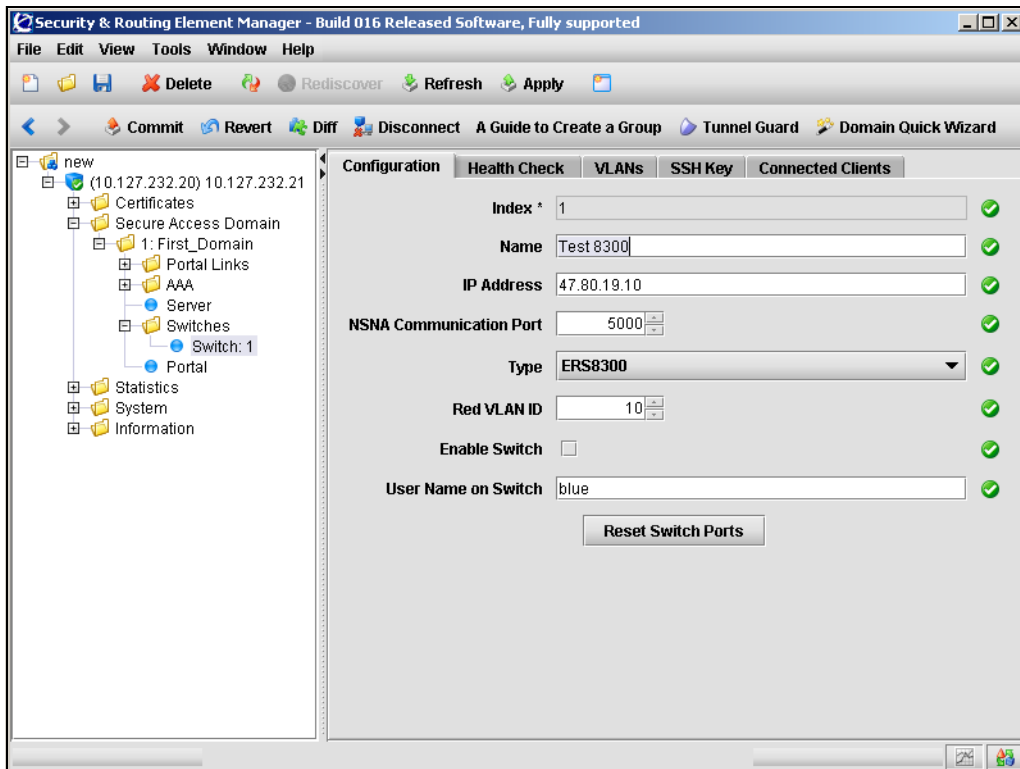 Security & Routing Element Manager - Build 016 Released Software, Fully supported
File Edit View Tools Window Help
Delete Rediscover Refresh Apply
Commit Revert Diff Disconnect A Guide to Create a Group Tunnel Guard Domain Quick Wizard
new
(10.127.232.20) 10.127.232.21
Certificates
Secure Access Domain
1: First_Domain
Portal Links
AAA
Server
Switches
Switch: 1
Portal
Statistics
System
Information
Configuration Health Check VLANs SSH Key Connected Clients
Index * 1
Name Test 8300
IP Address 47.80.19.10
NSNA Communication Port 5000
Type ERS8300
Red VLAN ID 10
Enable Switch
User Name on Switch blue
Reset Switch Ports